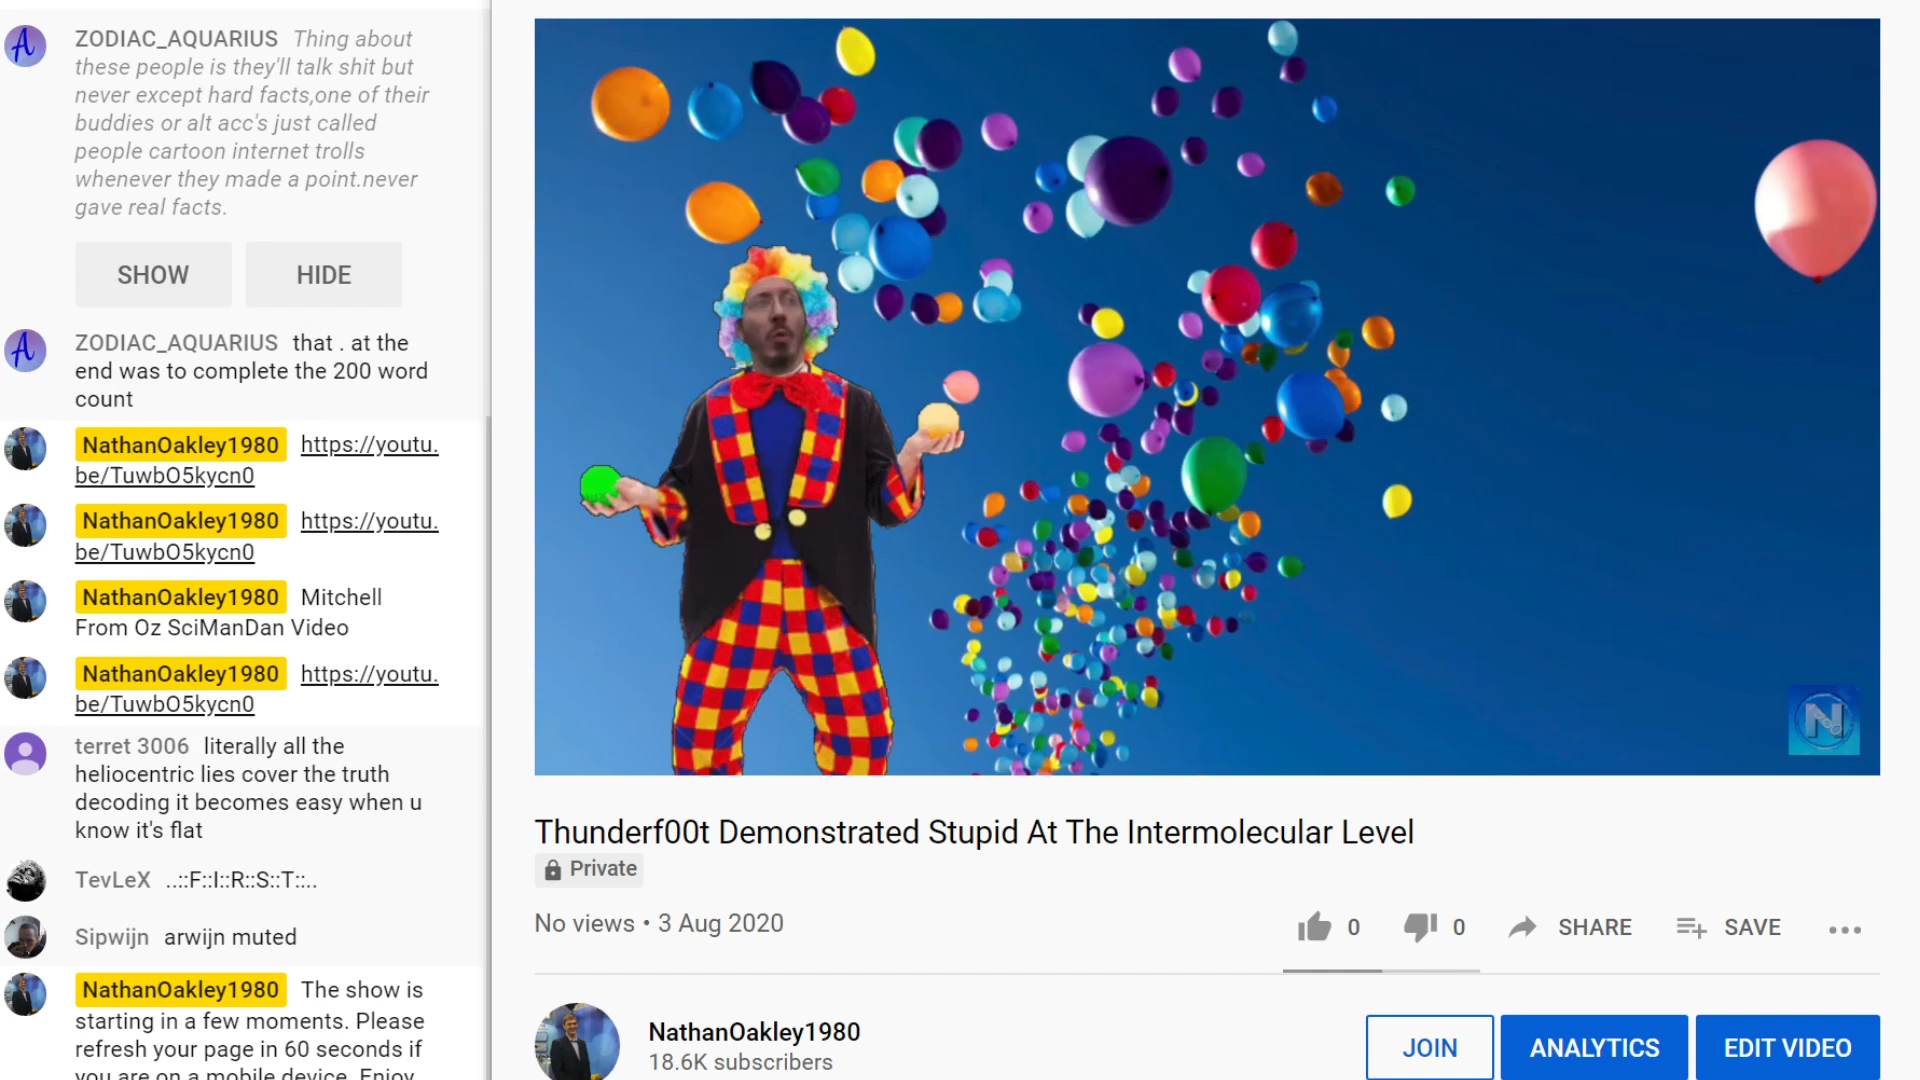 ZODIAC_AQUARIUS Thing about
these people is they'll talk shit but
never except hard facts,one of their
buddies or alt acc's just called
people cartoon internet trolls
whenever they made a point.never
gave real facts.
SHOW HIDE
ZODIAC_AQUARIUS that . at the
end was to complete the 200 word
count
NathanOakley1980 https://youtu.
be/TuwbO5kycn0
NathanOakley1980 https://youtu.
be/TuwbO5kycn0
NathanOakley1980 Mitchell
From Oz SciManDan Video
NathanOakley1980 https://youtu.
be/TuwbO5kycn0
terret 3006 literally all the
heliocentric lies cover the truth
decoding it becomes easy when u
know it's flat
TevLeX ..::F::I::R::S::T::..
Sipwijn arwijn muted
NathanOakley1980 The show is
starting in a few moments. Please
refresh your page in 60 seconds if
you are on a mobile device. Enjoy
Thunderf00t Demonstrated Stupid At The Intermolecular Level
Private
No views • 3 Aug 2020
0 0 SHARE SAVE
NathanOakley1980
18.6K subscribers
JOIN ANALYTICS EDIT VIDEO